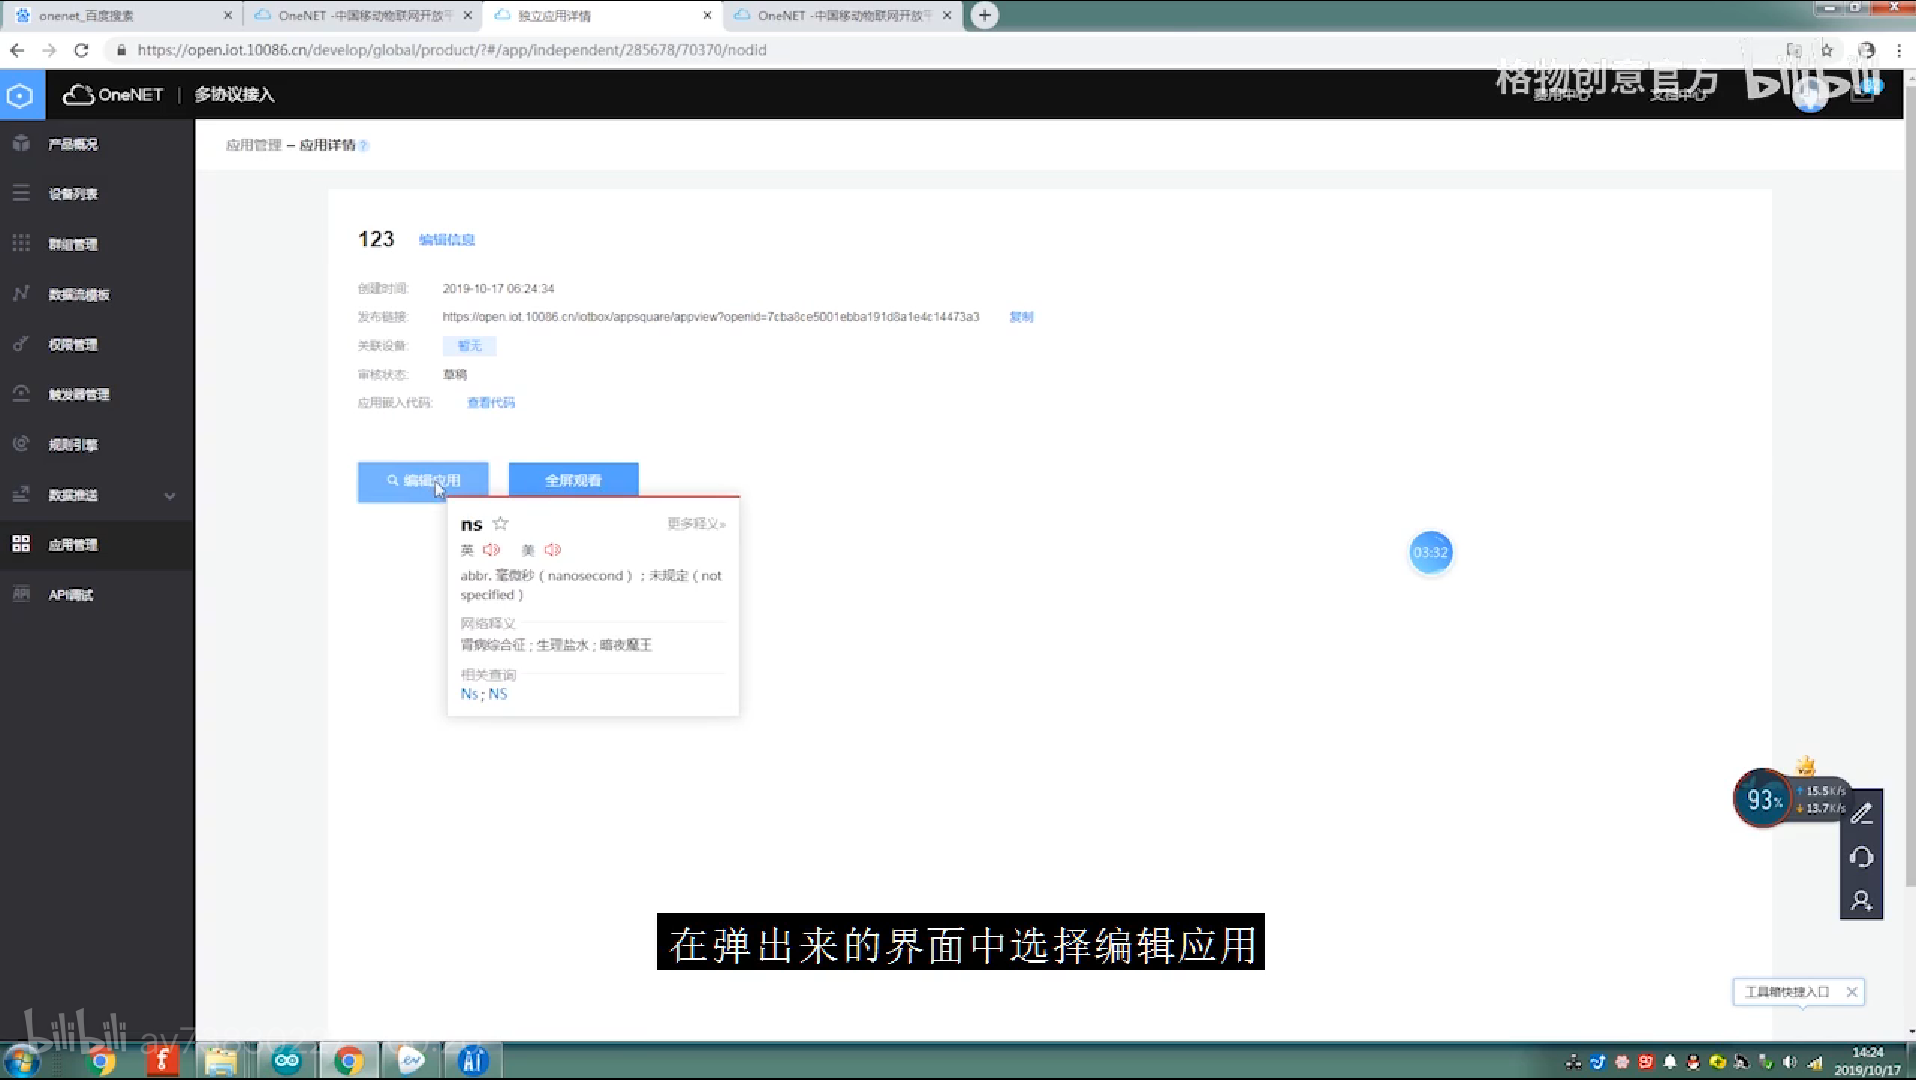 onenet_百度搜索
OneNET -中国移动物联网开放平
独立应用详情
OneNET -中国移动物联网开放平
https://open.iot.10086.cn/develop/global/product/?#/app/independent/285678/70370/nodid
OneNET | 多协议接入
格物创意官方 bilibili
费用中心 文档中心
产品概况
设备列表
群组管理
数据流模板
权限管理
触发器管理
规则引擎
数据推送
应用管理
API调试
应用管理 – 应用详情 ?
123 编辑信息
创建时间: 2019-10-17 06:24:34
发布链接: https://open.iot.10086.cn/iotbox/appsquare/appview?openid=7cba8ce5001ebba191d8a1e4c14473a3 复制
关联设备: 暂无
审核状态: 草稿
应用嵌入代码: 查看代码
编辑应用 全屏观看
ns 更多释义»
英 美
abbr. 毫微秒 ( nanosecond ) ; 未规定 ( not
specified )
网络释义
肾病综合征 ; 生理盐水 ; 暗夜魔王
相关查询
Ns ; NS
03:32
93%
15.5K/s
13.7K/s
在弹出来的界面中选择编辑应用
工具箱快捷入口
bilibili
14:24
2019/10/17